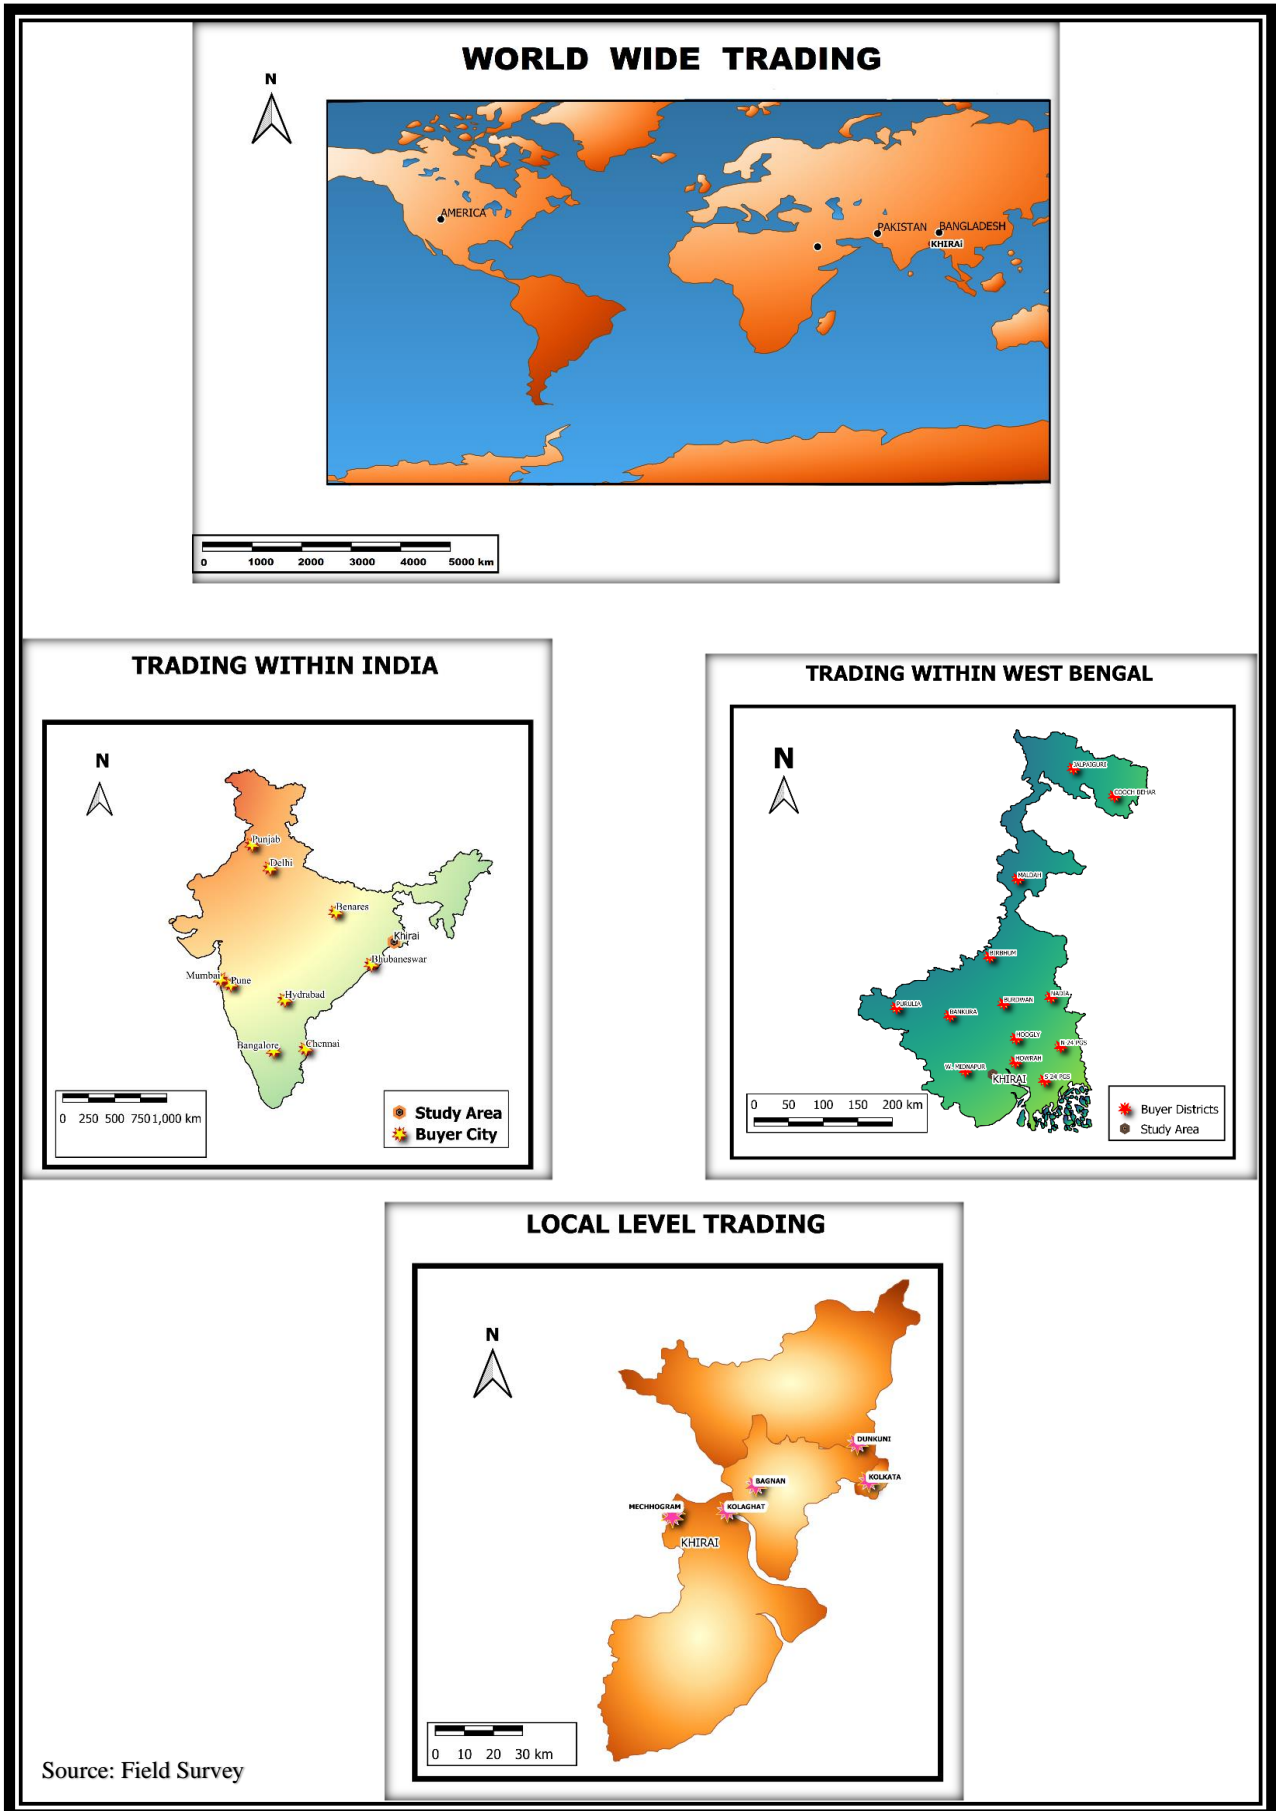 WORLD WIDE TRADING
N
AMERICA
PAKISTAN
BANGLADESH
KHIRAi
0 1000 2000 3000 4000 5000 km
TRADING WITHIN INDIA
N
Punjab
Delhi
Benares
Khirai
Bhubaneswar
Mumbai
Pune
Hydrabad
Bangalore
Chennai
0 250 500 750 1,000 km
Study Area
Buyer City
TRADING WITHIN WEST BENGAL
N
JALPAIGURI
COOCH BEHAR
MALDAH
BIRBHUM
PURULIA
BANKURA
BURDWAN
NADIA
HOOGLY
N 24 PGS
HOWRAH
W. MIDNAPUR
KHIRAI
S 24 PGS
0 50 100 150 200 km
Buyer Districts
Study Area
LOCAL LEVEL TRADING
N
DUNKUNI
KOLKATA
BAGNAN
MECHHOGRAM
KOLAGHAT
KHIRAI
0 10 20 30 km
Source: Field Survey